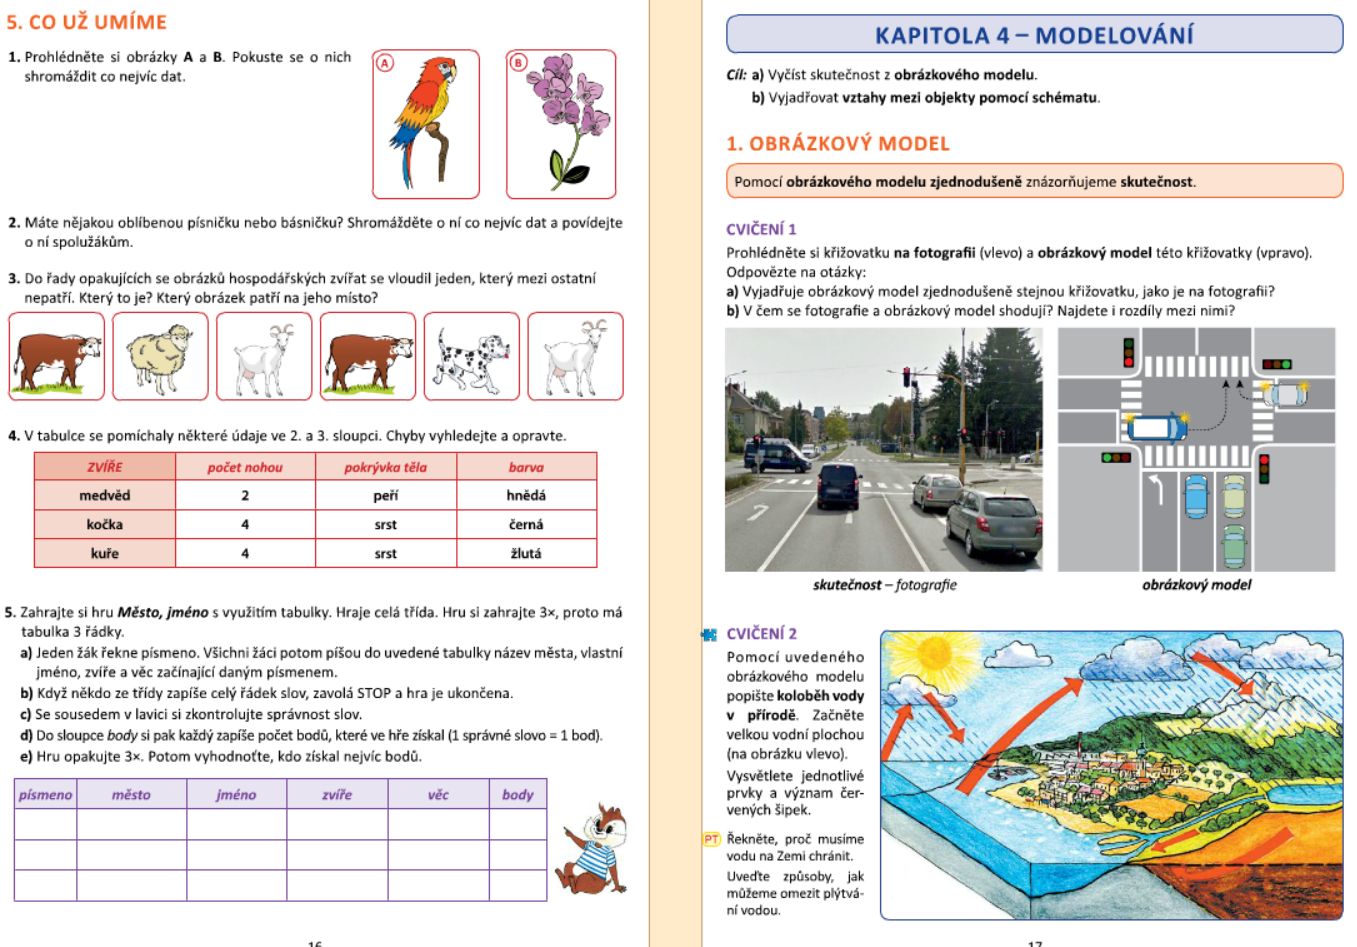 5. CO UŽ UMÍME
1. Prohlédněte si obrázky A a B. Pokuste se o nich
shromáždit co nejvíc dat.
A
B
2. Máte nějakou oblíbenou písničku nebo básničku? Shromážděte o ní co nejvíc dat a povídejte
o ní spolužákům.
3. Do řady opakujících se obrázků hospodářských zvířat se vloudil jeden, který mezi ostatní
nepatří. Který to je? Který obrázek patří na jeho místo?
4. V tabulce se pomíchaly některé údaje ve 2. a 3. sloupci. Chyby vyhledejte a opravte.
ZVÍŘE počet nohou pokrývka těla barva
medvěd 2 peří hnědá
kočka 4 srst černá
kuře 4 srst žlutá
5. Zahrajte si hru Město, jméno s využitím tabulky. Hraje celá třída. Hru si zahrajte 3×, proto má
tabulka 3 řádky.
a) Jeden žák řekne písmeno. Všichni žáci potom píšou do uvedené tabulky název města, vlastní
jméno, zvíře a věc začínající daným písmenem.
b) Když někdo ze třídy zapíše celý řádek slov, zavolá STOP a hra je ukončena.
c) Se sousedem v lavici si zkontrolujte správnost slov.
d) Do sloupce body si pak každý zapíše počet bodů, které ve hře získal (1 správné slovo = 1 bod).
e) Hru opakujte 3×. Potom vyhodnoťte, kdo získal nejvíc bodů.
písmeno město jméno zvíře věc body
16
KAPITOLA 4 – MODELOVÁNÍ
Cíl: a) Vyčíst skutečnost z obrázkového modelu.
b) Vyjadřovat vztahy mezi objekty pomocí schématu.
1. OBRÁZKOVÝ MODEL
Pomocí obrázkového modelu zjednodušeně znázorňujeme skutečnost.
CVIČENÍ 1
Prohlédněte si křižovatku na fotografii (vlevo) a obrázkový model této křižovatky (vpravo).
Odpovězte na otázky:
a) Vyjadřuje obrázkový model zjednodušeně stejnou křižovatku, jako je na fotografii?
b) V čem se fotografie a obrázkový model shodují? Najdete i rozdíly mezi nimi?
skutečnost – fotografie
obrázkový model
CVIČENÍ 2
Pomocí uvedeného
obrázkového modelu
popište koloběh vody
v přírodě. Začněte
velkou vodní plochou
(na obrázku vlevo).
Vysvětlete jednotlivé
prvky a význam čer-
vených šipek.
PT Řekněte, proč musíme
vodu na Zemi chránit.
Uveďte způsoby, jak
můžeme omezit plýtvá-
ní vodou.
17